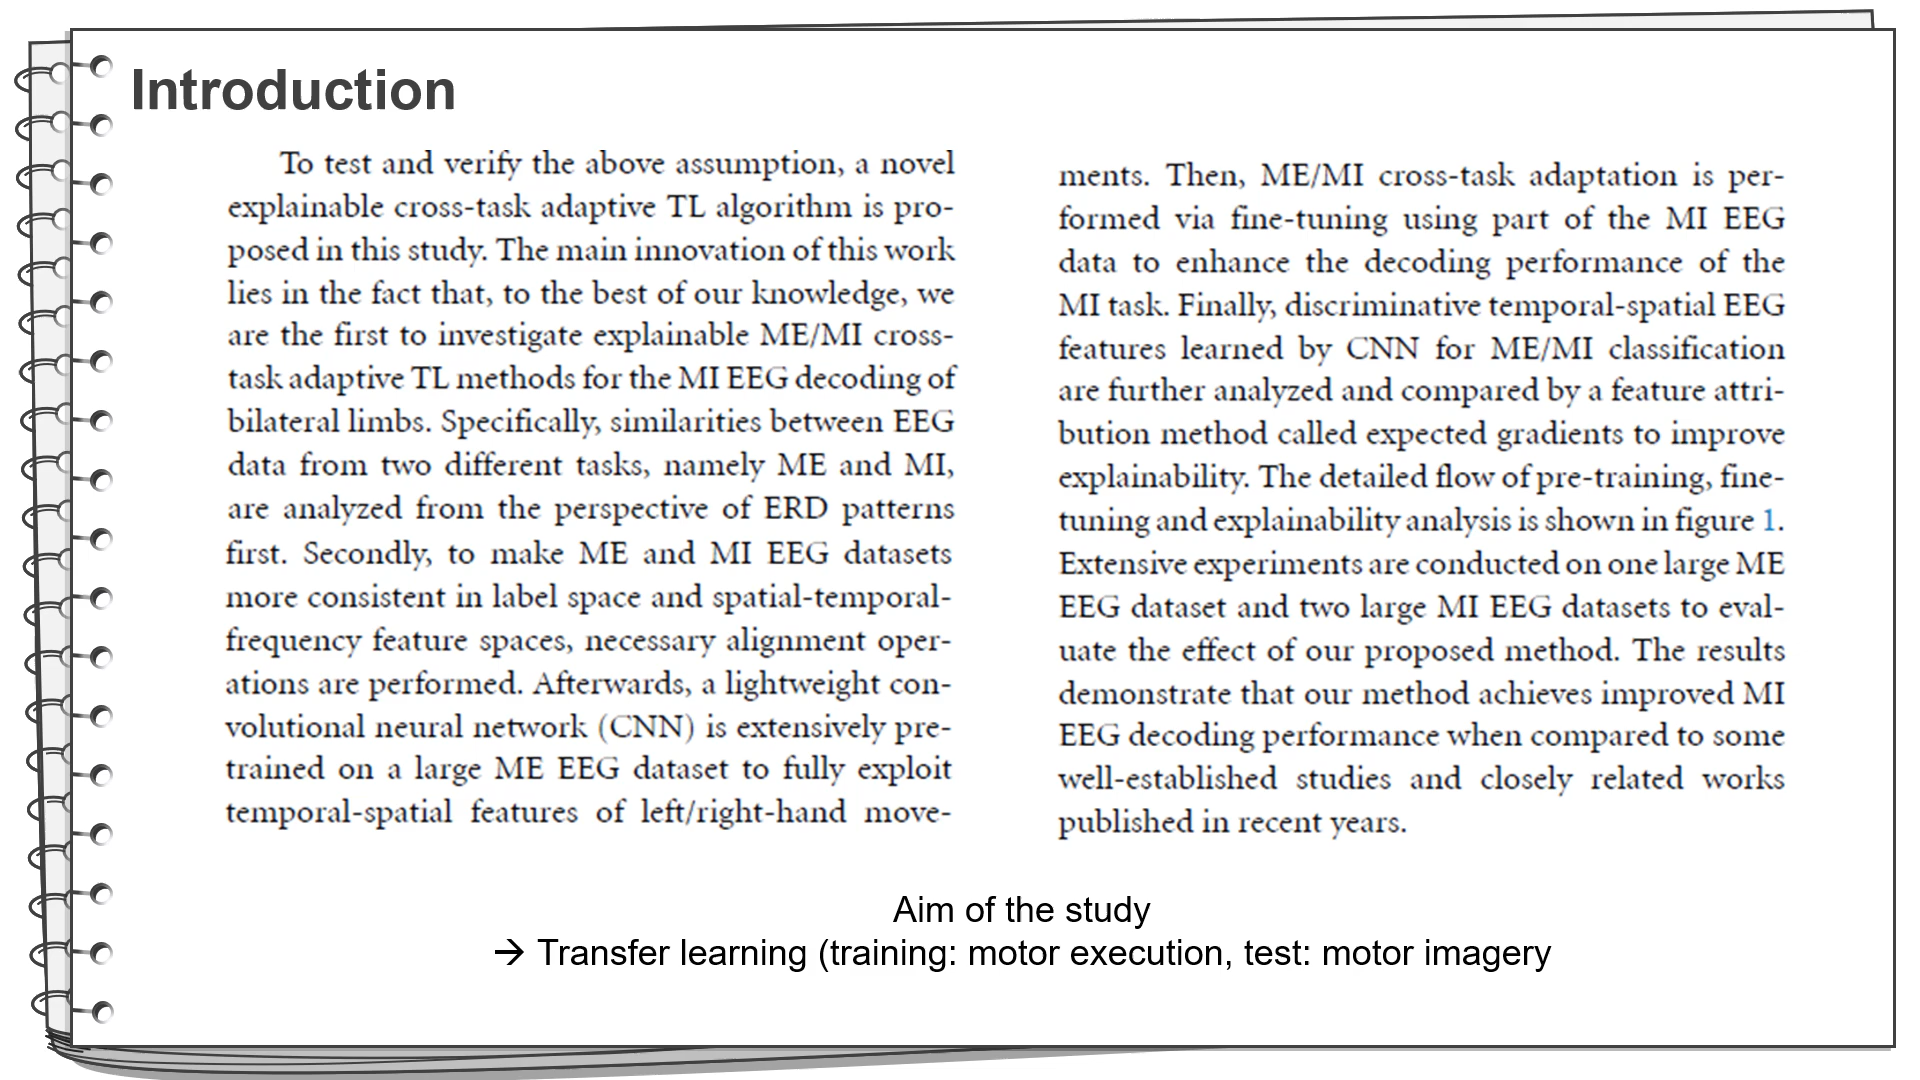 Introduction
To test and verify the above assumption, a novel
explainable cross-task adaptive TL algorithm is pro-
posed in this study. The main innovation of this work
lies in the fact that, to the best of our knowledge, we
are the first to investigate explainable ME/MI cross-
task adaptive TL methods for the MI EEG decoding of
bilateral limbs. Specifically, similarities between EEG
data from two different tasks, namely ME and MI,
are analyzed from the perspective of ERD patterns
first. Secondly, to make ME and MI EEG datasets
more consistent in label space and spatial-temporal-
frequency feature spaces, necessary alignment oper-
ations are performed. Afterwards, a lightweight con-
volutional neural network (CNN) is extensively pre-
trained on a large ME EEG dataset to fully exploit
temporal-spatial features of left/right-hand move-
ments. Then, ME/MI cross-task adaptation is per-
formed via fine-tuning using part of the MI EEG
data to enhance the decoding performance of the
MI task. Finally, discriminative temporal-spatial EEG
features learned by CNN for ME/MI classification
are further analyzed and compared by a feature attri-
bution method called expected gradients to improve
explainability. The detailed flow of pre-training, fine-
tuning and explainability analysis is shown in figure 1.
Extensive experiments are conducted on one large ME
EEG dataset and two large MI EEG datasets to eval-
uate the effect of our proposed method. The results
demonstrate that our method achieves improved MI
EEG decoding performance when compared to some
well-established studies and closely related works
published in recent years.
Aim of the study
→ Transfer learning (training: motor execution, test: motor imagery